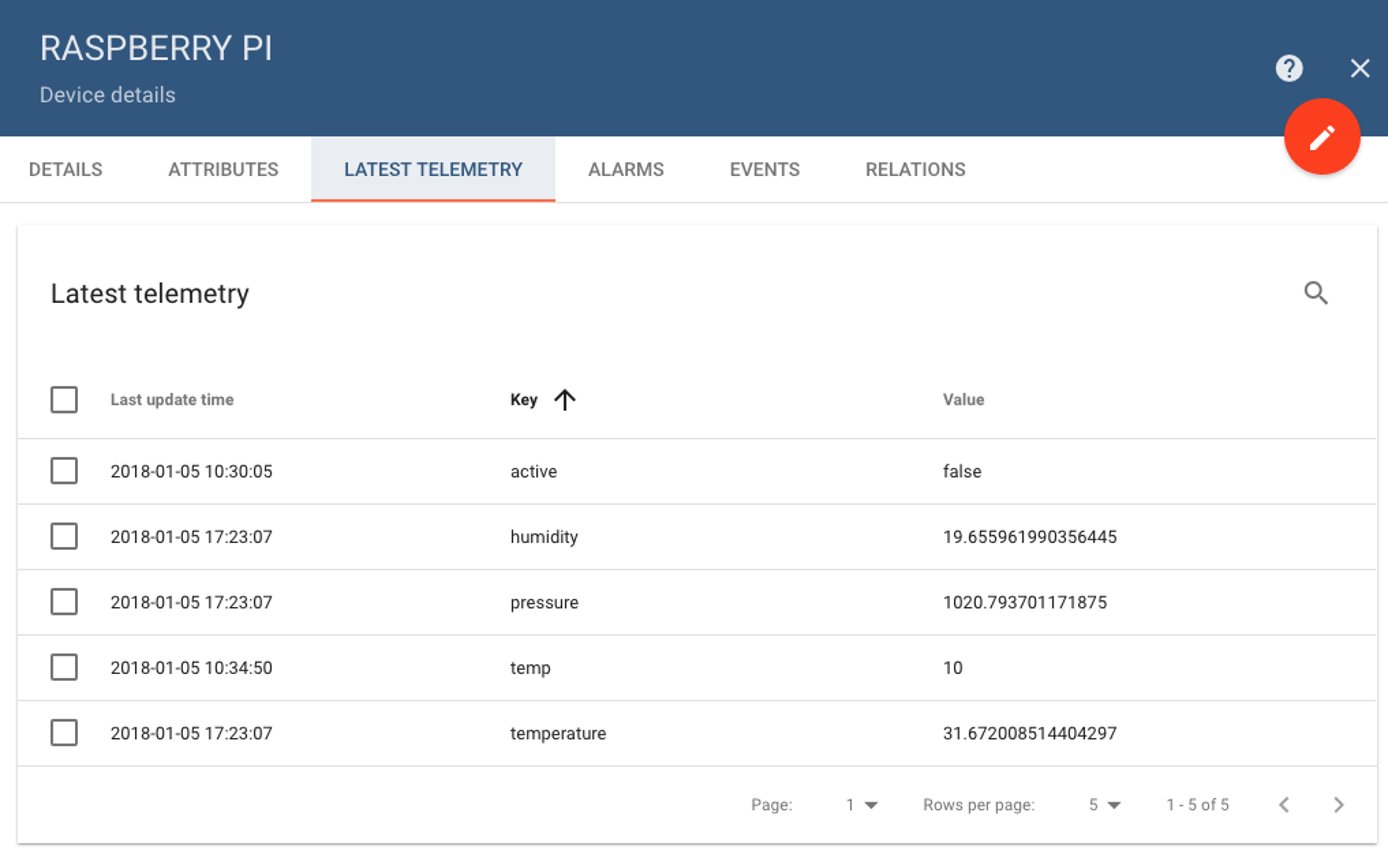 RASPBERRY PI
Device details
?
DETAILS ATTRIBUTES LATEST TELEMETRY ALARMS EVENTS RELATIONS
Latest telemetry
Last update time Key Value
2018-01-05 10:30:05 active false
2018-01-05 17:23:07 humidity 19.655961990356445
2018-01-05 17:23:07 pressure 1020.793701171875
2018-01-05 10:34:50 temp 10
2018-01-05 17:23:07 temperature 31.672008514404297
Page: 1 Rows per page: 5 1 - 5 of 5